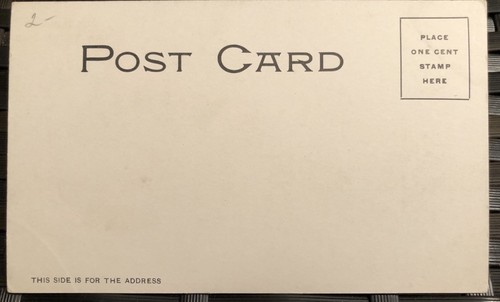 2-
POST CARD
PLACE
ONE CENT
STAMP
HERE
THIS SIDE IS FOR THE ADDRESS